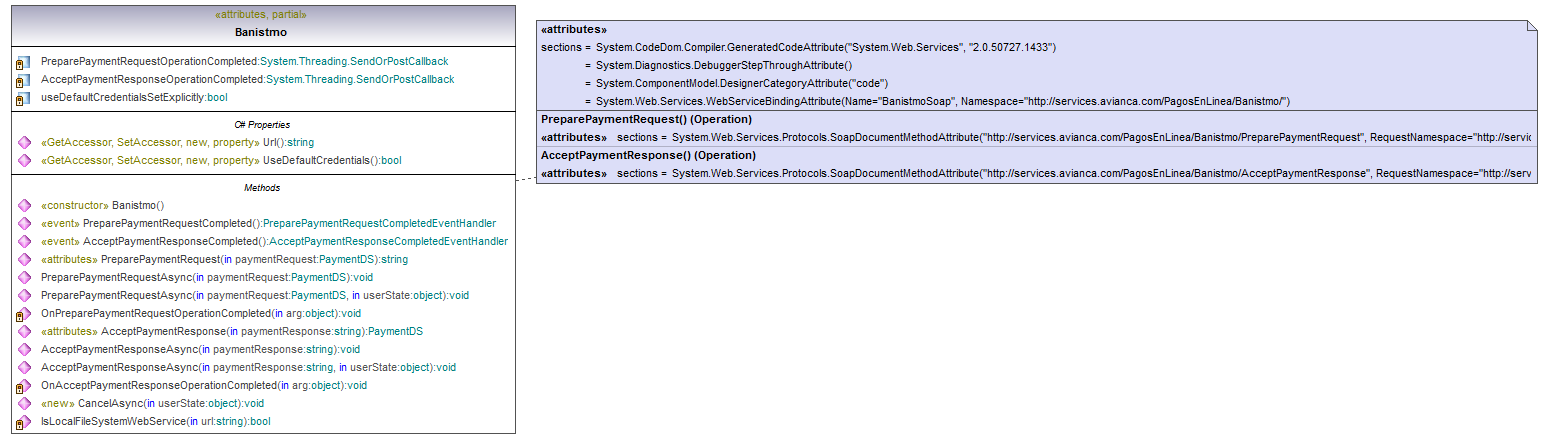 «attributes, partial»
Banistmo
PreparePaymentRequestOperationCompleted:System.Threading.SendOrPostCallback
AcceptPaymentResponseOperationCompleted:System.Threading.SendOrPostCallback
useDefaultCredentialsSetExplicitly:bool
C# Properties
«GetAccessor, SetAccessor, new, property» Url():string
«GetAccessor, SetAccessor, new, property» UseDefaultCredentials():bool
Methods
«constructor» Banistmo()
«event» PreparePaymentRequestCompleted():PreparePaymentRequestCompletedEventHandler
«event» AcceptPaymentResponseCompleted():AcceptPaymentResponseCompletedEventHandler
«attributes» PreparePaymentRequest(in paymentRequest:PaymentDS):string
PreparePaymentRequestAsync(in paymentRequest:PaymentDS):void
PreparePaymentRequestAsync(in paymentRequest:PaymentDS, in userState:object):void
OnPreparePaymentRequestOperationCompleted(in arg:object):void
«attributes» AcceptPaymentResponse(in paymentResponse:string):PaymentDS
AcceptPaymentResponseAsync(in paymentResponse:string):void
AcceptPaymentResponseAsync(in paymentResponse:string, in userState:object):void
OnAcceptPaymentResponseOperationCompleted(in arg:object):void
«new» CancelAsync(in userState:object):void
IsLocalFileSystemWebService(in url:string):bool
«attributes»
sections = System.CodeDom.Compiler.GeneratedCodeAttribute("System.Web.Services", "2.0.50727.1433")
= System.Diagnostics.DebuggerStepThroughAttribute()
= System.ComponentModel.DesignerCategoryAttribute("code")
= System.Web.Services.WebServiceBindingAttribute(Name="BanistmoSoap", Namespace="http://services.avianca.com/PagosEnLinea/Banistmo/")
PreparePaymentRequest() (Operation)
«attributes» sections = System.Web.Services.Protocols.SoapDocumentMethodAttribute("http://services.avianca.com/PagosEnLinea/Banistmo/PreparePaymentRequest", RequestNamespace="http://servic
AcceptPaymentResponse() (Operation)
«attributes» sections = System.Web.Services.Protocols.SoapDocumentMethodAttribute("http://services.avianca.com/PagosEnLinea/Banistmo/AcceptPaymentResponse", RequestNamespace="http://serv